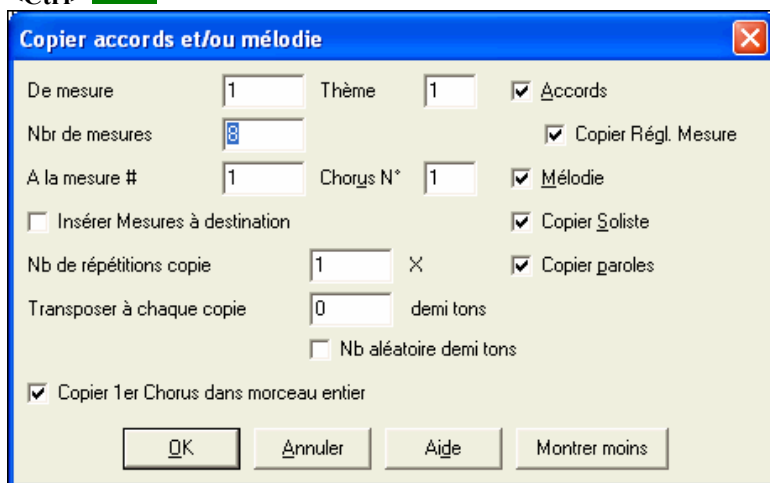 Copier accords et/ou mélodie
De mesure 1 Thème 1 Accords
Nbr de mesures 8 Copier Régl. Mesure
A la mesure # 1 Chorus N° 1 Mélodie
Insérer Mesures à destination Copier Soliste
Nb de répétitions copie 1 X Copier paroles
Transposer à chaque copie 0 demi tons
Nb aléatoire demi tons
Copier 1er Chorus dans morceau entier
OK Annuler Aide Montrer moins